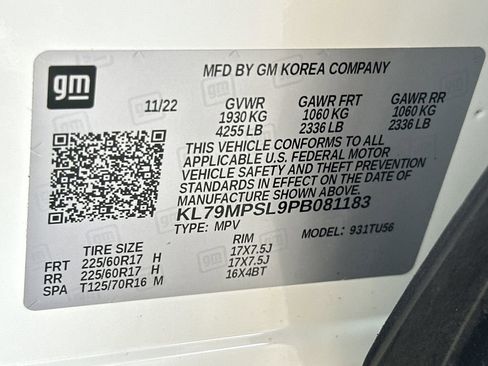 gm
MFD BY GM KOREA COMPANY
11/22 GVWR GAWR FRT GAWR RR
1930 KG 1060 KG 1060 KG
4255 LB 2336 LB 2336 LB
THIS VEHICLE CONFORMS TO ALL
APPLICABLE U.S. FEDERAL MOTOR
VEHICLE SAFETY AND THEFT PREVENTION
STANDARDS IN EFFECT ON THE DATE OF
MANUFACTURE SHOWN ABOVE.
KL79MPSL9PB081183
TYPE: MPV MODEL: 931TU56
TIRE SIZE RIM
FRT 225/60R17 H 17X7.5J
RR 225/60R17 H 17X7.5J
SPA T125/70R16 M 16X4BT